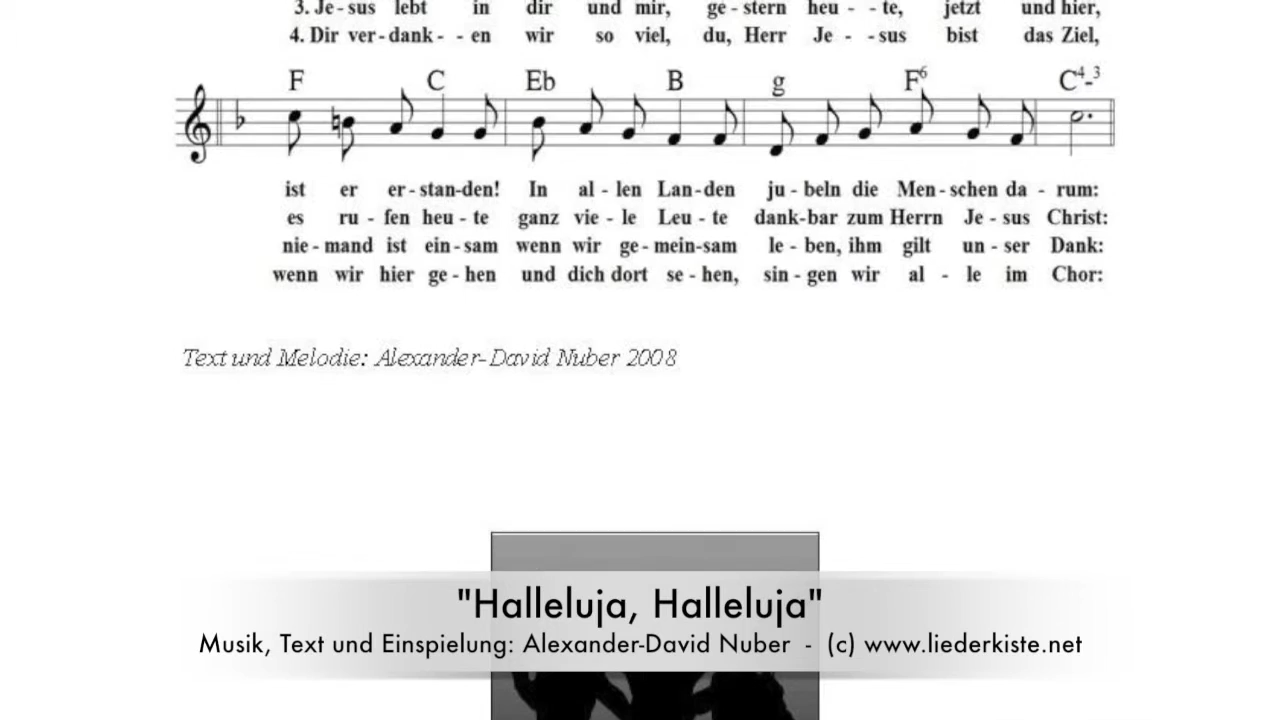 3. Je - sus lebt in dir und mir, ge - stern heu - - te, jetzt und hier,
4. Dir ver - dank - - en wir so viel, du, Herr Je - - sus bist das Ziel,
F C Eb B g F6 C4-3
ist er er - stan - den! In al - len Lan - den ju - beln die Men - schen da - rum:
es ru - fen heu - te ganz vie - le Leu - te dank - bar zum Herrn Je - sus Christ:
nie - mand ist ein - sam wenn wir ge - mein - sam le - ben, ihm gilt un - ser Dank:
wenn wir hier ge - hen und dich dort se - hen, sin - gen wir al - le im Chor:
Text und Melodie: Alexander-David Nuber 2008
"Halleluja, Halleluja"
Musik, Text und Einspielung: Alexander-David Nuber - (c) www.liederkiste.net